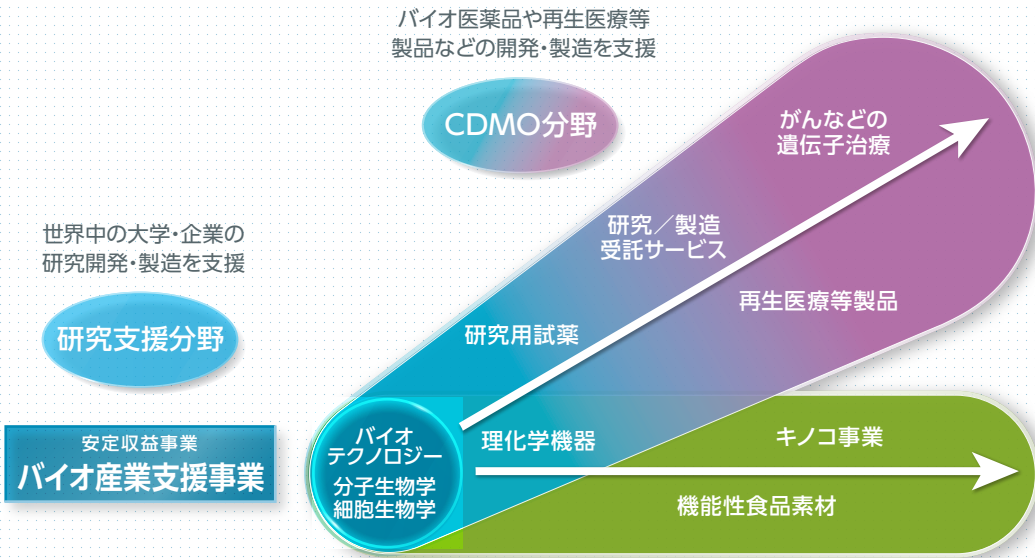 バイオ医薬品や再生医療等
製品などの開発・製造を支援
CDMO分野
がんなどの
遺伝子治療
世界中の大学・企業の
研究開発・製造を支援
研究/製造
受託サービス
再生医療等製品
研究支援分野
研究用試薬
安定収益事業
バイオ産業支援事業
バイオ
テクノロジー
分子生物学
細胞生物学
理化学機器
キノコ事業
機能性食品素材